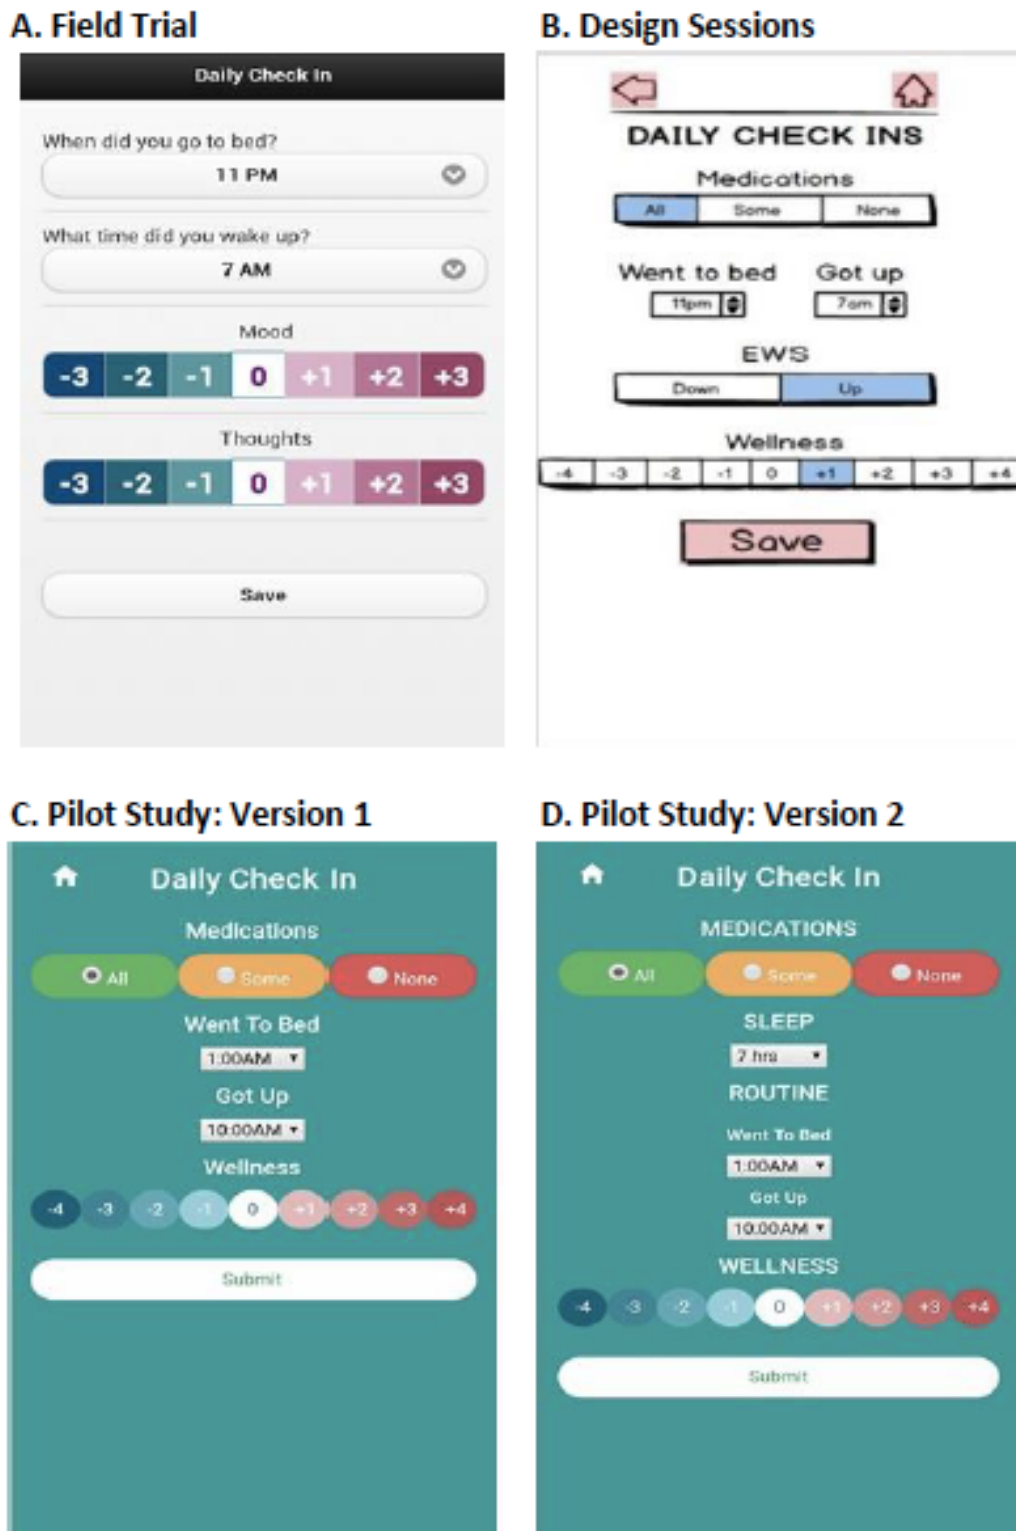 A. Field Trial
Daily Check In
When did you go to bed?
11 PM
What time did you wake up?
7 AM
Mood
-3 -2 -1 0 +1 +2 +3
Thoughts
-3 -2 -1 0 +1 +2 +3
Save
B. Design Sessions
DAILY CHECK INS
Medications
All Some None
Went to bed Got up
11pm 7am
EWS
Down Up
Wellness
-4 -3 -2 -1 0 +1 +2 +3 +4
Save
C. Pilot Study: Version 1
Daily Check In
Medications
All Some None
Went To Bed
1:00AM
Got Up
10:00AM
Wellness
-4 -3 -2 -1 0 +1 +2 +3 +4
Submit
D. Pilot Study: Version 2
Daily Check In
MEDICATIONS
All Some None
SLEEP
7 hrs
ROUTINE
Went To Bed
1:00AM
Got Up
10:00AM
WELLNESS
-4 -3 -2 -1 0 +1 +2 +3 +4
Submit